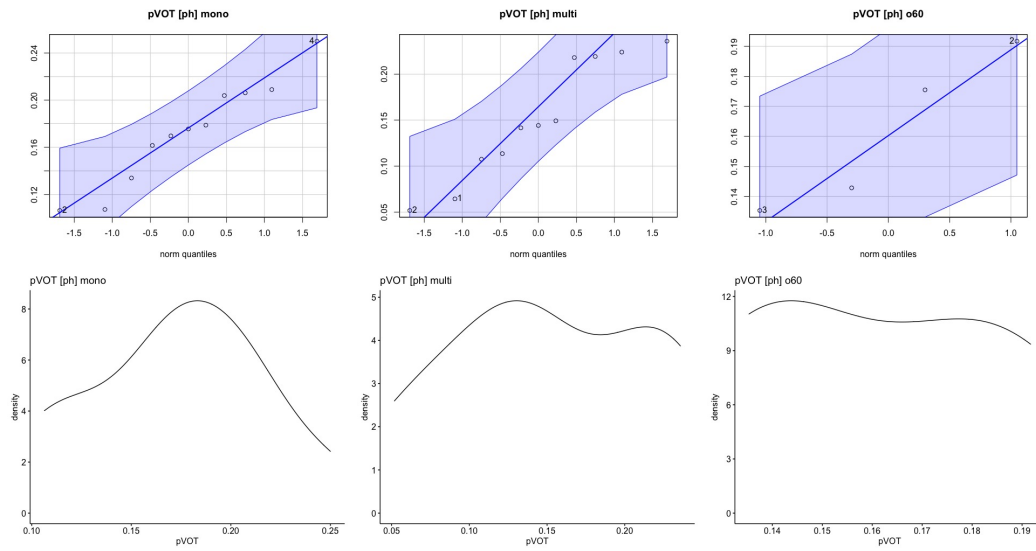 pVOT [ph] mono
0.12 0.16 0.20 0.24
2
4
-1.5 -1.0 -0.5 0.0 0.5 1.0 1.5
norm quantiles
pVOT [ph] multi
0.05 0.10 0.15 0.20
2
1
-1.5 -1.0 -0.5 0.0 0.5 1.0 1.5
norm quantiles
pVOT [ph] o60
0.14 0.15 0.16 0.17 0.18 0.19
3
2
-1.0 -0.5 0.0 0.5 1.0
norm quantiles
pVOT [ph] mono
density
8
6
4
2
0
0.10 0.15 0.20 0.25
pVOT
pVOT [ph] multi
density
5
4
3
2
1
0
0.05 0.10 0.15 0.20
pVOT
pVOT [ph] o60
density
12
9
6
3
0
0.14 0.15 0.16 0.17 0.18 0.19
pVOT